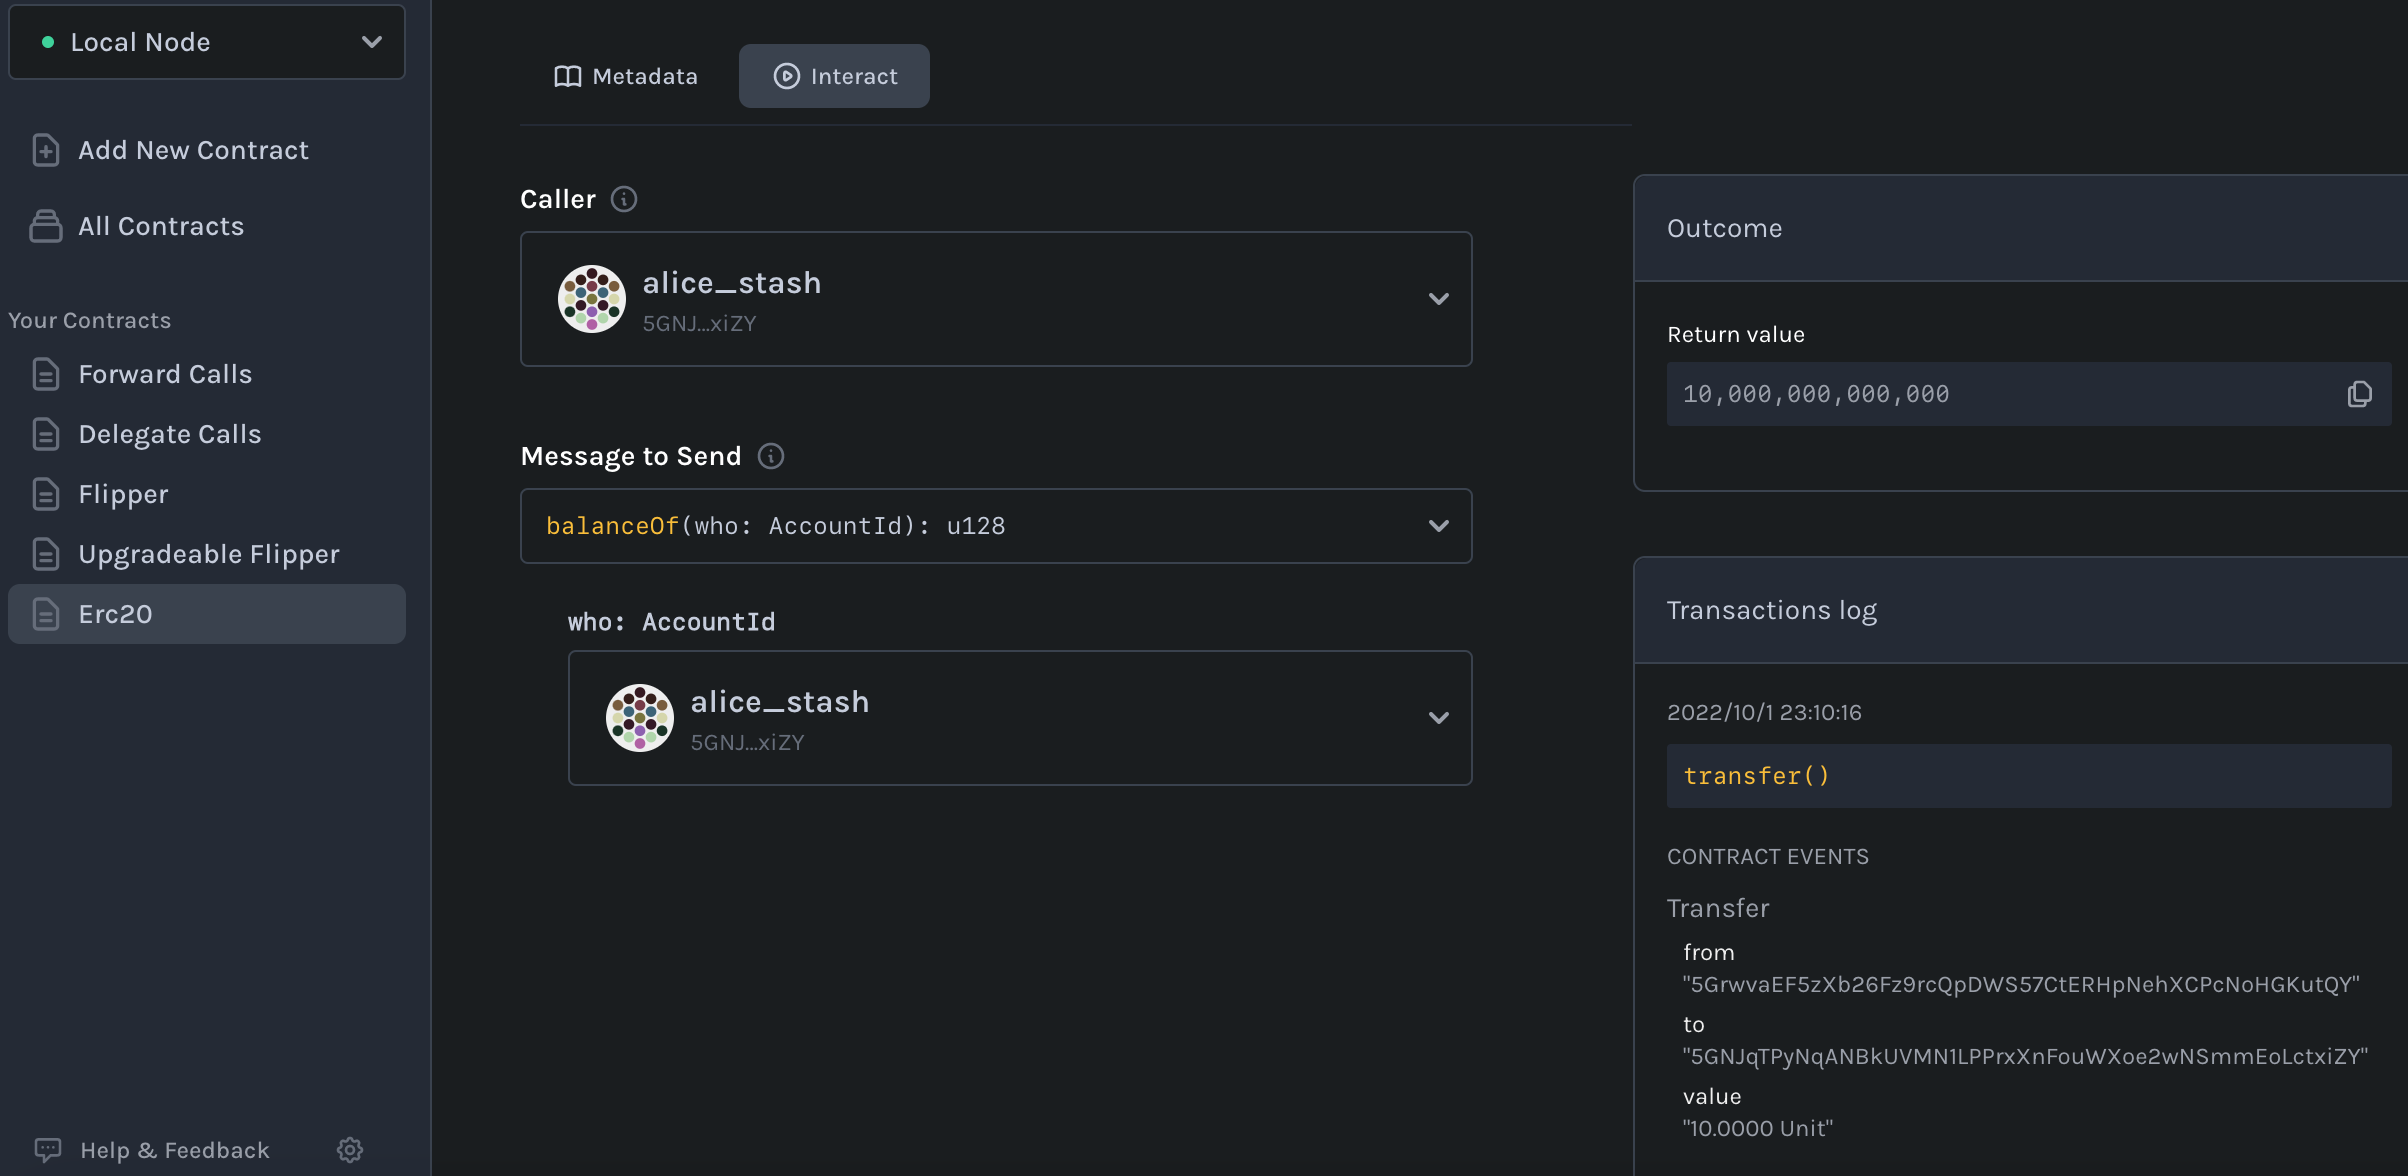 Local Node
Add New Contract
All Contracts
Your Contracts
Forward Calls
Delegate Calls
Flipper
Upgradeable Flipper
Erc20
Help & Feedback
Metadata
Interact
Caller
alice_stash
5GNJ...xiZY
Message to Send
balanceOf(who: AccountId): u128
who: AccountId
alice_stash
5GNJ...xiZY
Outcome
Return value
10,000,000,000,000
Transactions log
2022/10/1 23:10:16
transfer()
CONTRACT EVENTS
Transfer
from
"5GrwvaEF5zXb26Fz9rcQpDWS57CtERHpNehXCPcNoHGKutQY"
to
"5GNJqTPyNqANBkUVMN1LPPrxXnFouWXoe2wNSmmEoLctxiZY"
value
"10.0000 Unit"